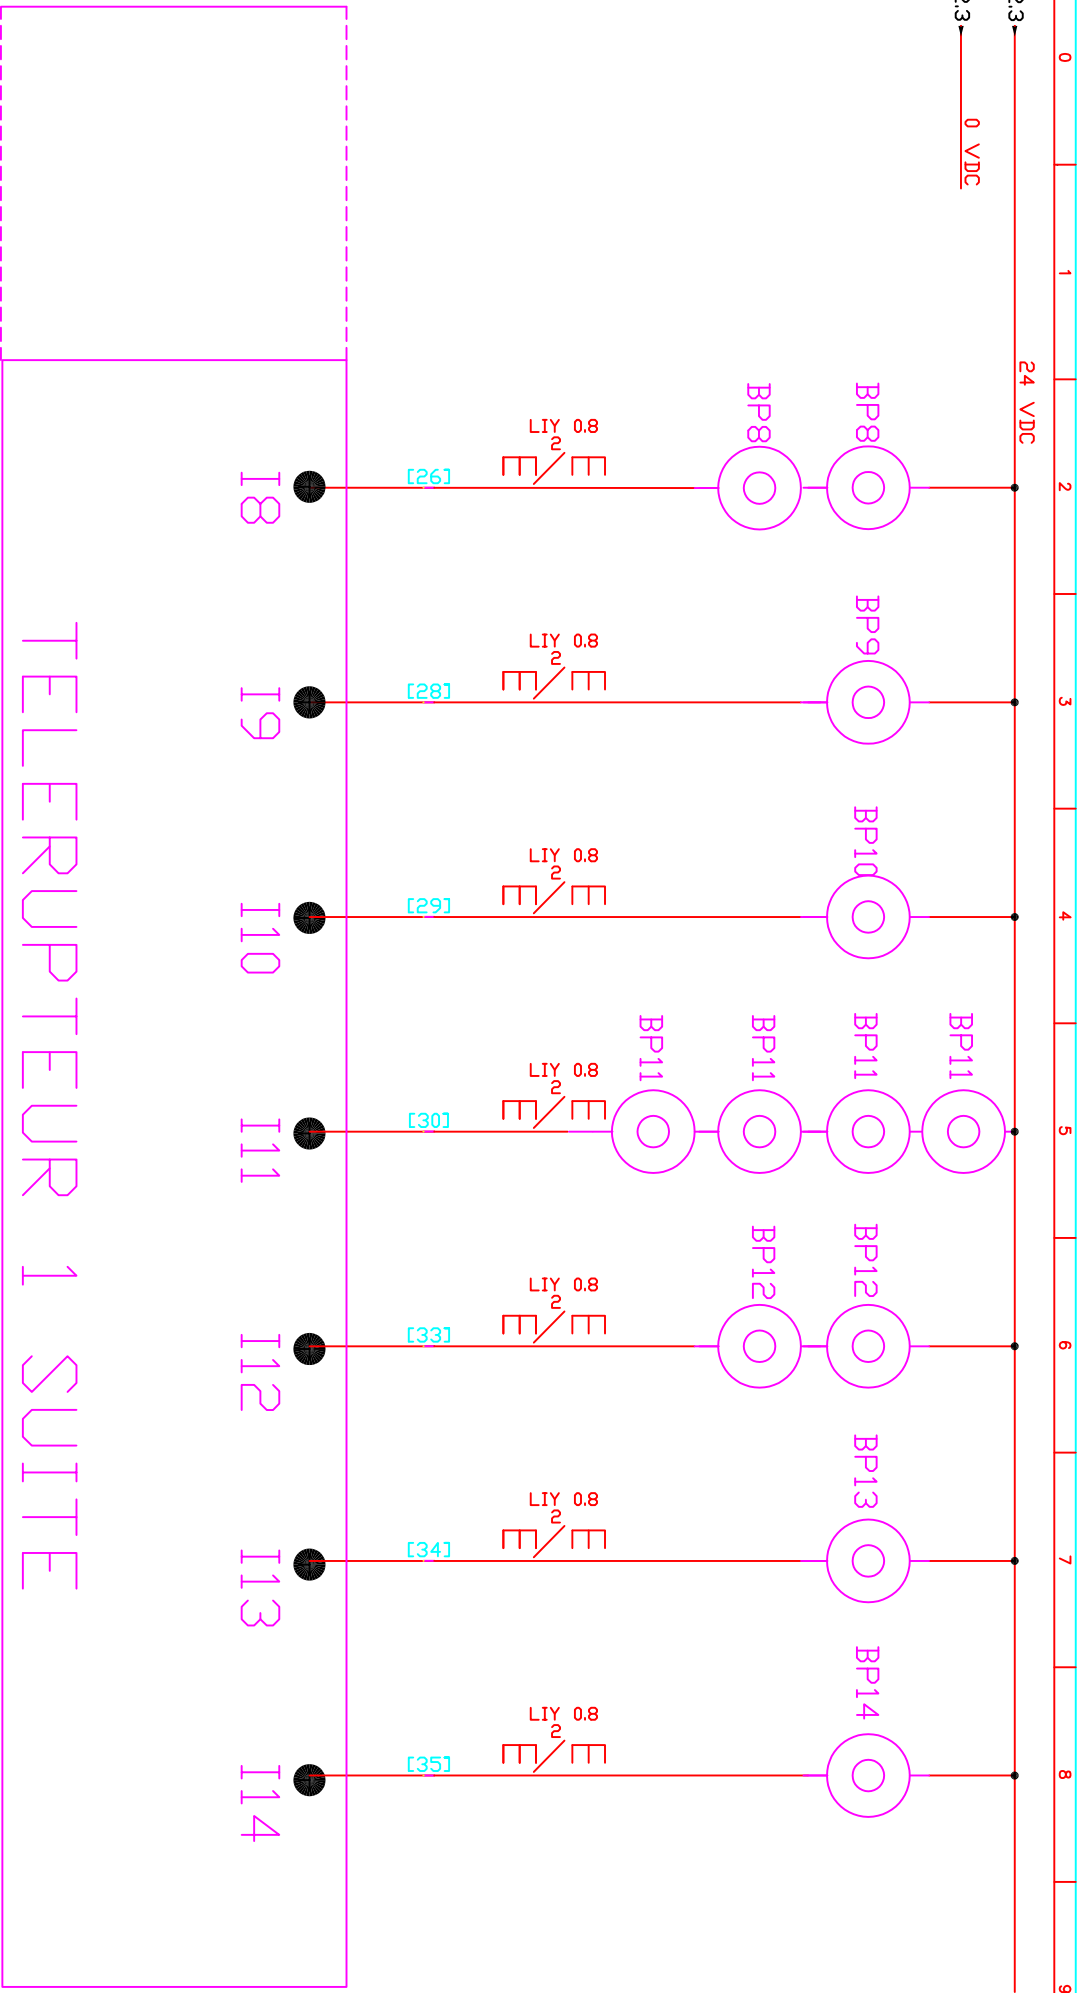 0 1 2 3 4 5 6 7 8 9
2.3
24 VDC
2.3
0 VDC
BP11
BP8 BP9 BP10 BP11 BP12 BP13 BP14
BP8 BP11 BP12
BP11
LIY 0.8 LIY 0.8 LIY 0.8 LIY 0.8 LIY 0.8 LIY 0.8 LIY 0.8
2 2 2 2 2 2 2
[26] [28] [29] [30] [33] [34] [35]
I8 I9 I10 I11 I12 I13 I14
TELERUPTEUR 1 SUITE